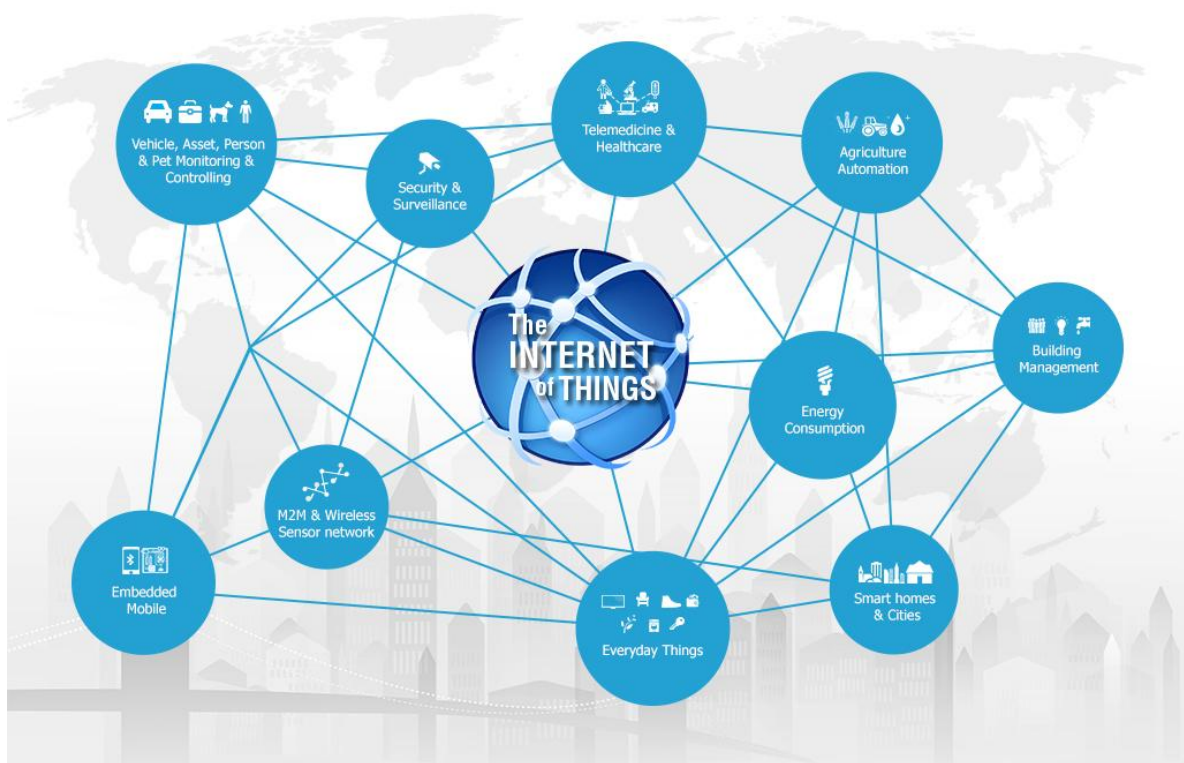 Vehicle, Asset, Person
& Pet Monitoring &
Controlling
Security &
Surveillance
Telemedicine &
Healthcare
Agriculture
Automation
The
INTERNET
of THINGS
Building
Management
Energy
Consumption
M2M & Wireless
Sensor network
Embedded
Mobile
Everyday Things
Smart homes
& Cities